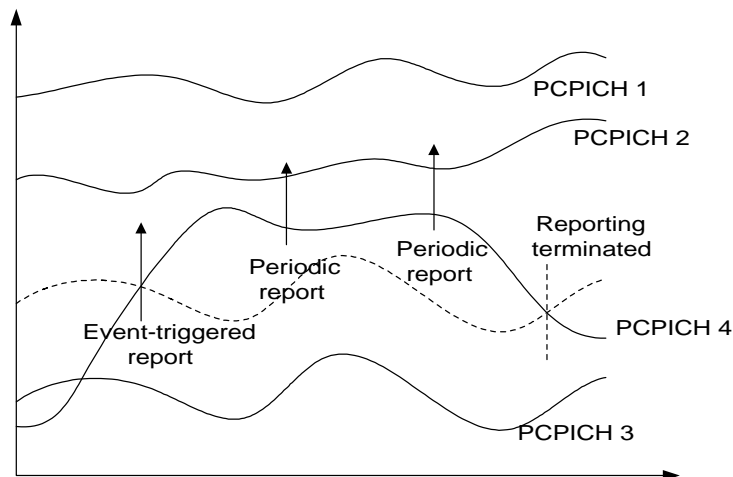 PCPICH 1
PCPICH 2
Reporting
terminated
Periodic
report
Periodic
report
Event-triggered
report
PCPICH 4
PCPICH 3